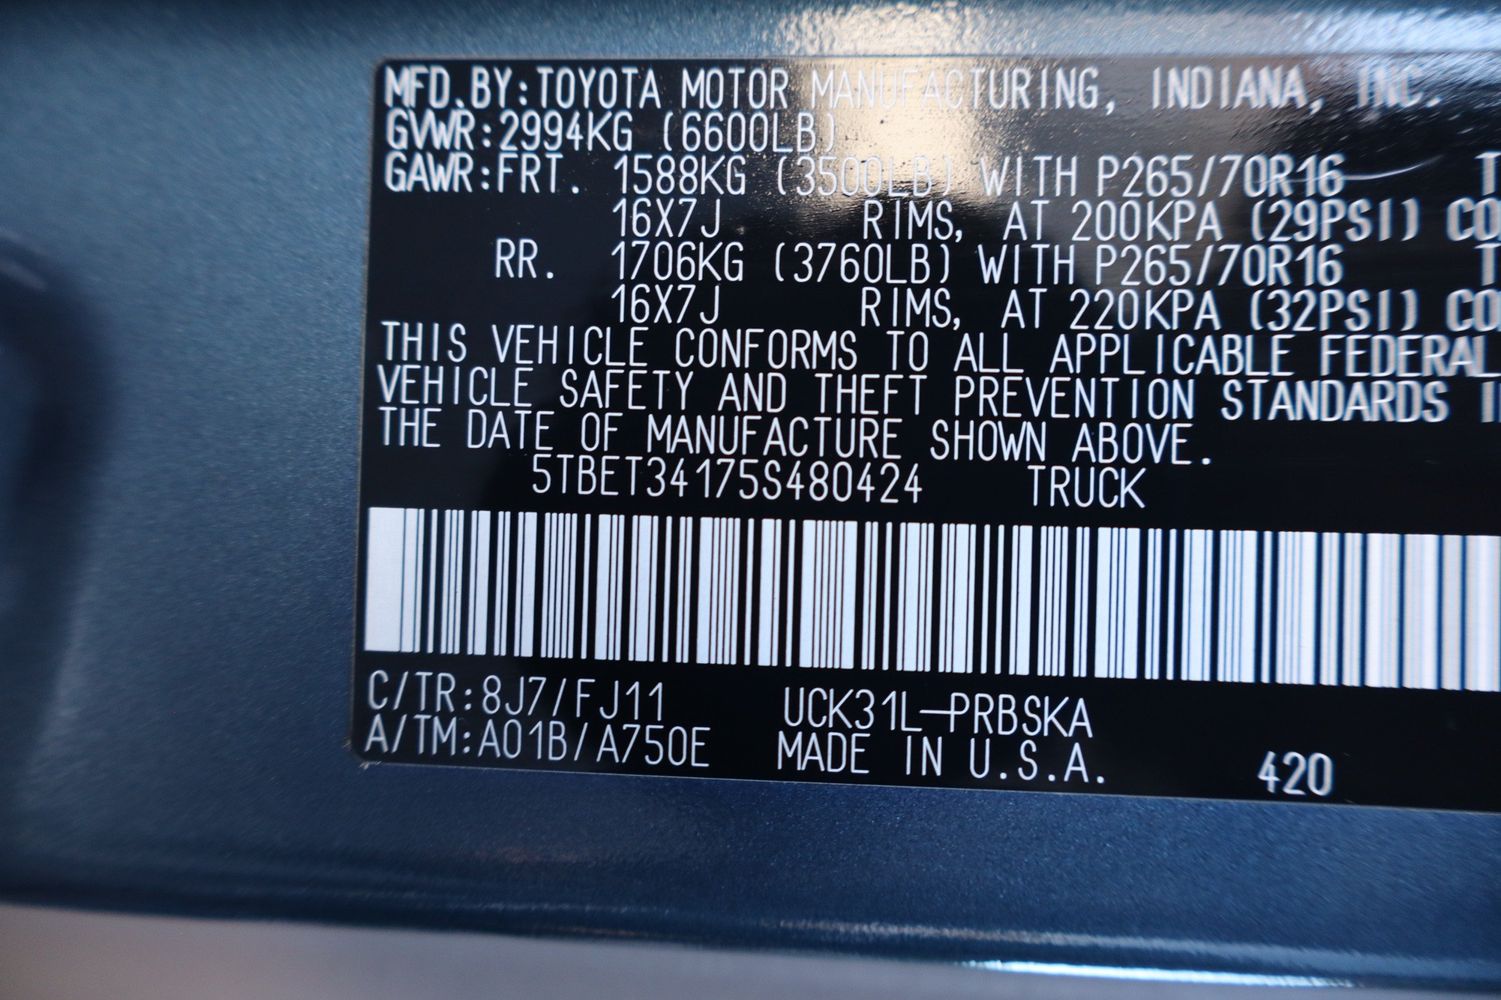 MFD.BY:TOYOTA MOTOR MANUFACTURING, INDIANA, INC.
GVWR:2994KG (6600LB)
GAWR:FRT. 1588KG (3500LB) WITH P265/70R16 T
16X7J RIMS, AT 200KPA (29PSI) CO
RR. 1706KG (3760LB) WITH P265/70R16 T
16X7J RIMS, AT 220KPA (32PSI) CO
THIS VEHICLE CONFORMS TO ALL APPLICABLE FEDERAL
VEHICLE SAFETY AND THEFT PREVENTION STANDARDS I
THE DATE OF MANUFACTURE SHOWN ABOVE.
5TBET34175S480424 TRUCK
C/TR:8J7/FJ11 UCK31L-PRBSKA
A/TM:A01B/A750E MADE IN U.S.A.
420